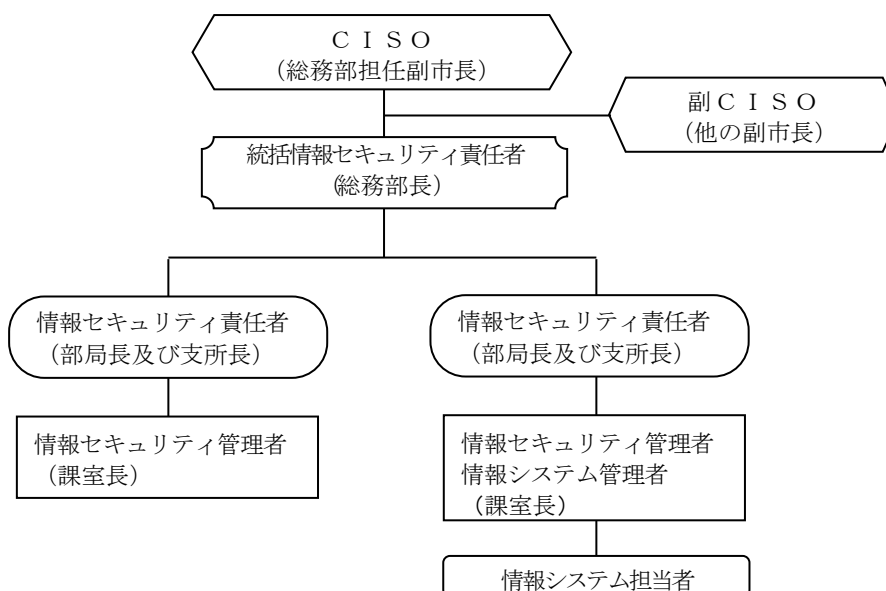 ＣＩＳＯ
（総務部担任副市長）
副ＣＩＳＯ
（他の副市長）
統括情報セキュリティ責任者
（総務部長）
情報セキュリティ責任者
（部局長及び支所長）
情報セキュリティ責任者
（部局長及び支所長）
情報セキュリティ管理者
（課室長）
情報セキュリティ管理者
情報システム管理者
（課室長）
情報システム担当者